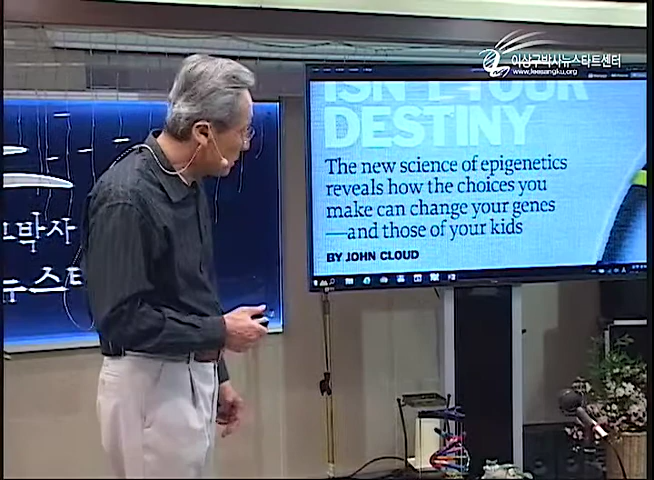 이상구박사뉴스타트센터
www.leesangku.org
ISN'T YOUR
DESTINY
The new science of epigenetics
reveals how the choices you
make can change your genes
—and those of your kids
BY JOHN CLOUD
박사
뉴스타